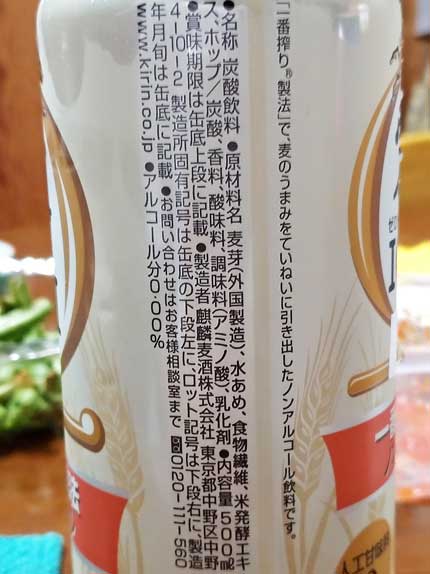 「一番搾り®製法」で、麦のうまみをていねいに引き出したノンアルコール飲料です。
●名称 炭酸飲料 ●原材料名 麦芽(外国製造)、水あめ、食物繊維、米発酵エキ
ス、ホップ/炭酸、香料、酸味料、調味料(アミノ酸)、乳化剤 ●内容量 500ml
●賞味期限は缶底上段に記載 ●製造者 麒麟麦酒株式会社 東京都中野区中野
4-10-2 製造所固有記号は缶底の下段左に、ロット記号は下段右に、製造
年月旬は缶底に記載 ●お問い合わせはお客様相談室まで 0120-111-560
www.kirin.co.jp ●アルコール分0.00%
人工甘味料